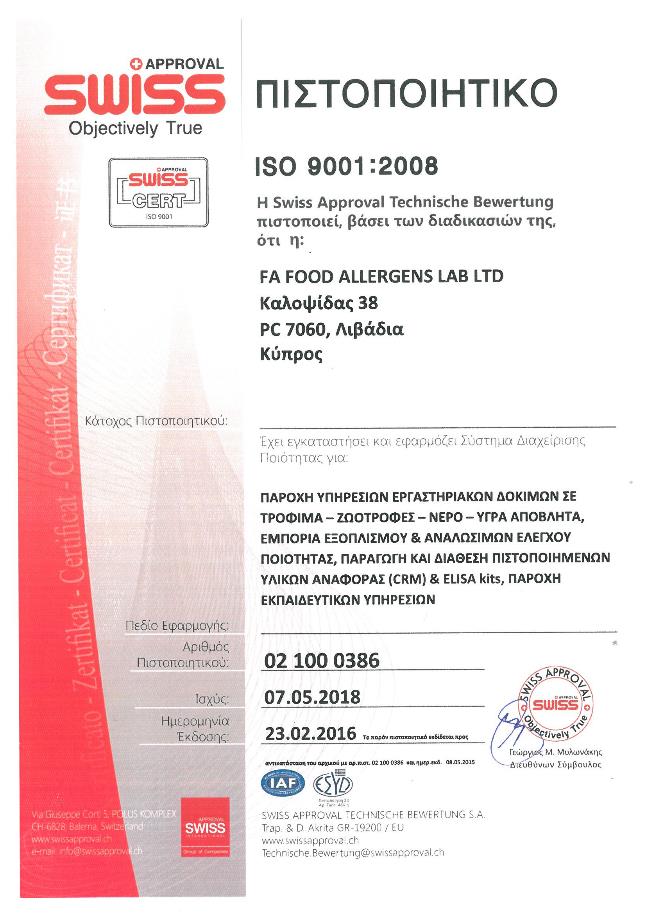 APPROVAL
SWISS
Objectively True
ΠΙΣΤΟΠΟΙΗΤΙΚΟ
APPROVAL
SWISS
CERT
ISO 9001
ISO 9001:2008
Η Swiss Approval Technische Bewertung
πιστοποιεί, βάσει των διαδικασιών της,
ότι η:
FA FOOD ALLERGENS LAB LTD
Καλοψίδας 38
PC 7060, Λιβάδια
Κύπρος
Zertifikat - Certificat - Certifikat - Сертификат - 证书
Κάτοχος Πιστοποιητικού:
Έχει εγκαταστήσει και εφαρμόζει Σύστημα Διαχείρισης
Ποιότητας για:
ΠΑΡΟΧΗ ΥΠΗΡΕΣΙΩΝ ΕΡΓΑΣΤΗΡΙΑΚΩΝ ΔΟΚΙΜΩΝ ΣΕ
ΤΡΟΦΙΜΑ – ΖΩΟΤΡΟΦΕΣ – ΝΕΡΟ – ΥΓΡΑ ΑΠΟΒΛΗΤΑ,
ΕΜΠΟΡΙΑ ΕΞΟΠΛΙΣΜΟΥ & ΑΝΑΛΩΣΙΜΩΝ ΕΛΕΓΧΟΥ
ΠΟΙΟΤΗΤΑΣ, ΠΑΡΑΓΩΓΗ ΚΑΙ ΔΙΑΘΕΣΗ ΠΙΣΤΟΠΟΙΗΜΕΝΩΝ
ΥΛΙΚΩΝ ΑΝΑΦΟΡΑΣ (CRM) & ELISA kits, ΠΑΡΟΧΗ
ΕΚΠΑΙΔΕΥΤΙΚΩΝ ΥΠΗΡΕΣΙΩΝ
Πεδίο Εφαρμογής:
Αριθμός
Πιστοποιητικού:
02 100 0386
Ισχύς:
07.05.2018
Ημερομηνία
Έκδοσης:
23.02.2016 Το παρόν πιστοποιητικό εκδίδεται προς
αντικατάσταση του αρχικού με αρ.πιστ. 02 100 0386 και ημερ.εκδ. 08.05.2015
SWISS APPROVAL
APPROVAL
SWISS
Objectively True
Γεώργιος Μ. Μυλωνάκης
Διευθύνων Σύμβουλος
IAF
ΕΣΥΔ
Via Giuseppe Corti 5, POLUS KOMPLEX
CH-6828, Balerna, Switzerland
www.swissapproval.ch
e-mail: info@swissapproval.ch
APPROVAL
SWISS
INTERNATIONAL
Group of Companies
SWISS APPROVAL TECHNISCHE BEWERTUNG S.A.
Trap. & D. Akrita GR-19200 / EU
www.swissapproval.ch
Technische Bewertung@swissapproval.ch